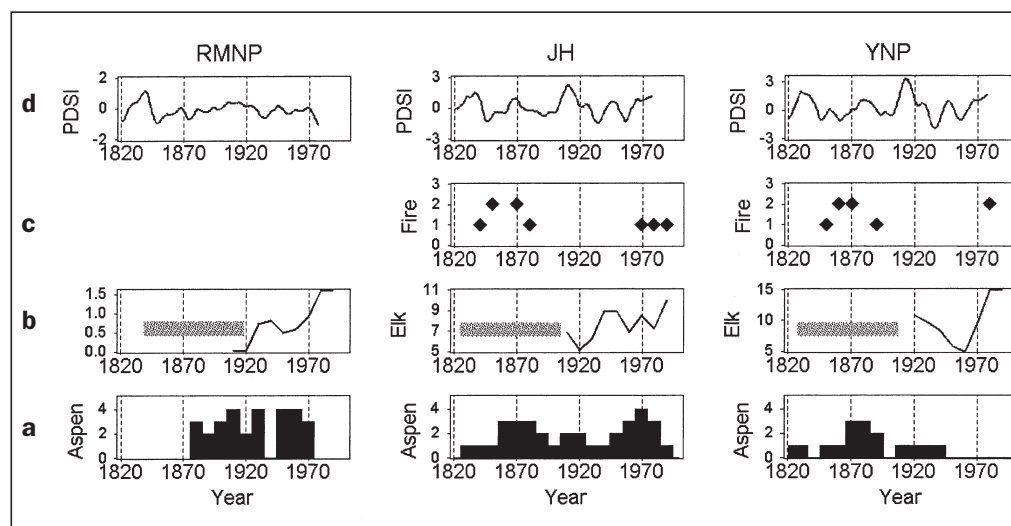 RMNP JH YNP
d
PDSI 2 0 -2
1820 1870 1920 1970
PDSI 3 0 -3
1820 1870 1920 1970
PDSI 3 0 -3
1820 1870 1920 1970
c
Fire 3 2 1 0
1820 1870 1920 1970
Fire 3 2 1 0
1820 1870 1920 1970
b
1.5 1.0 0.5 0.0
1820 1870 1920 1970
Elk 11 9 7 5
1820 1870 1920 1970
Elk 15 10 5
1820 1870 1920 1970
a
Aspen 4 2 0
1820 1870 1920 1970
Year
Aspen 4 2 0
1820 1870 1920 1970
Year
Aspen 4 2 0
1820 1870 1920 1970
Year